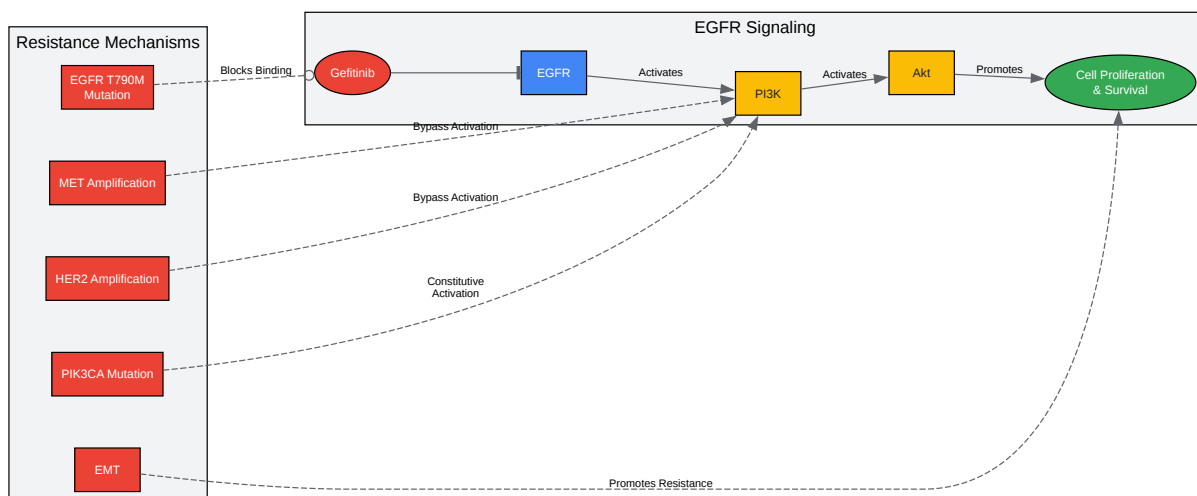 EGFR Signaling
Resistance Mechanisms
EGFR T790M
Mutation
Blocks Binding
Gefitinib
EGFR
Activates
PI3K
Activates
Akt
Promotes
Cell Proliferation
& Survival
Bypass Activation
MET Amplification
Bypass Activation
HER2 Amplification
Constitutive
Activation
PIK3CA Mutation
EMT
Promotes Resistance